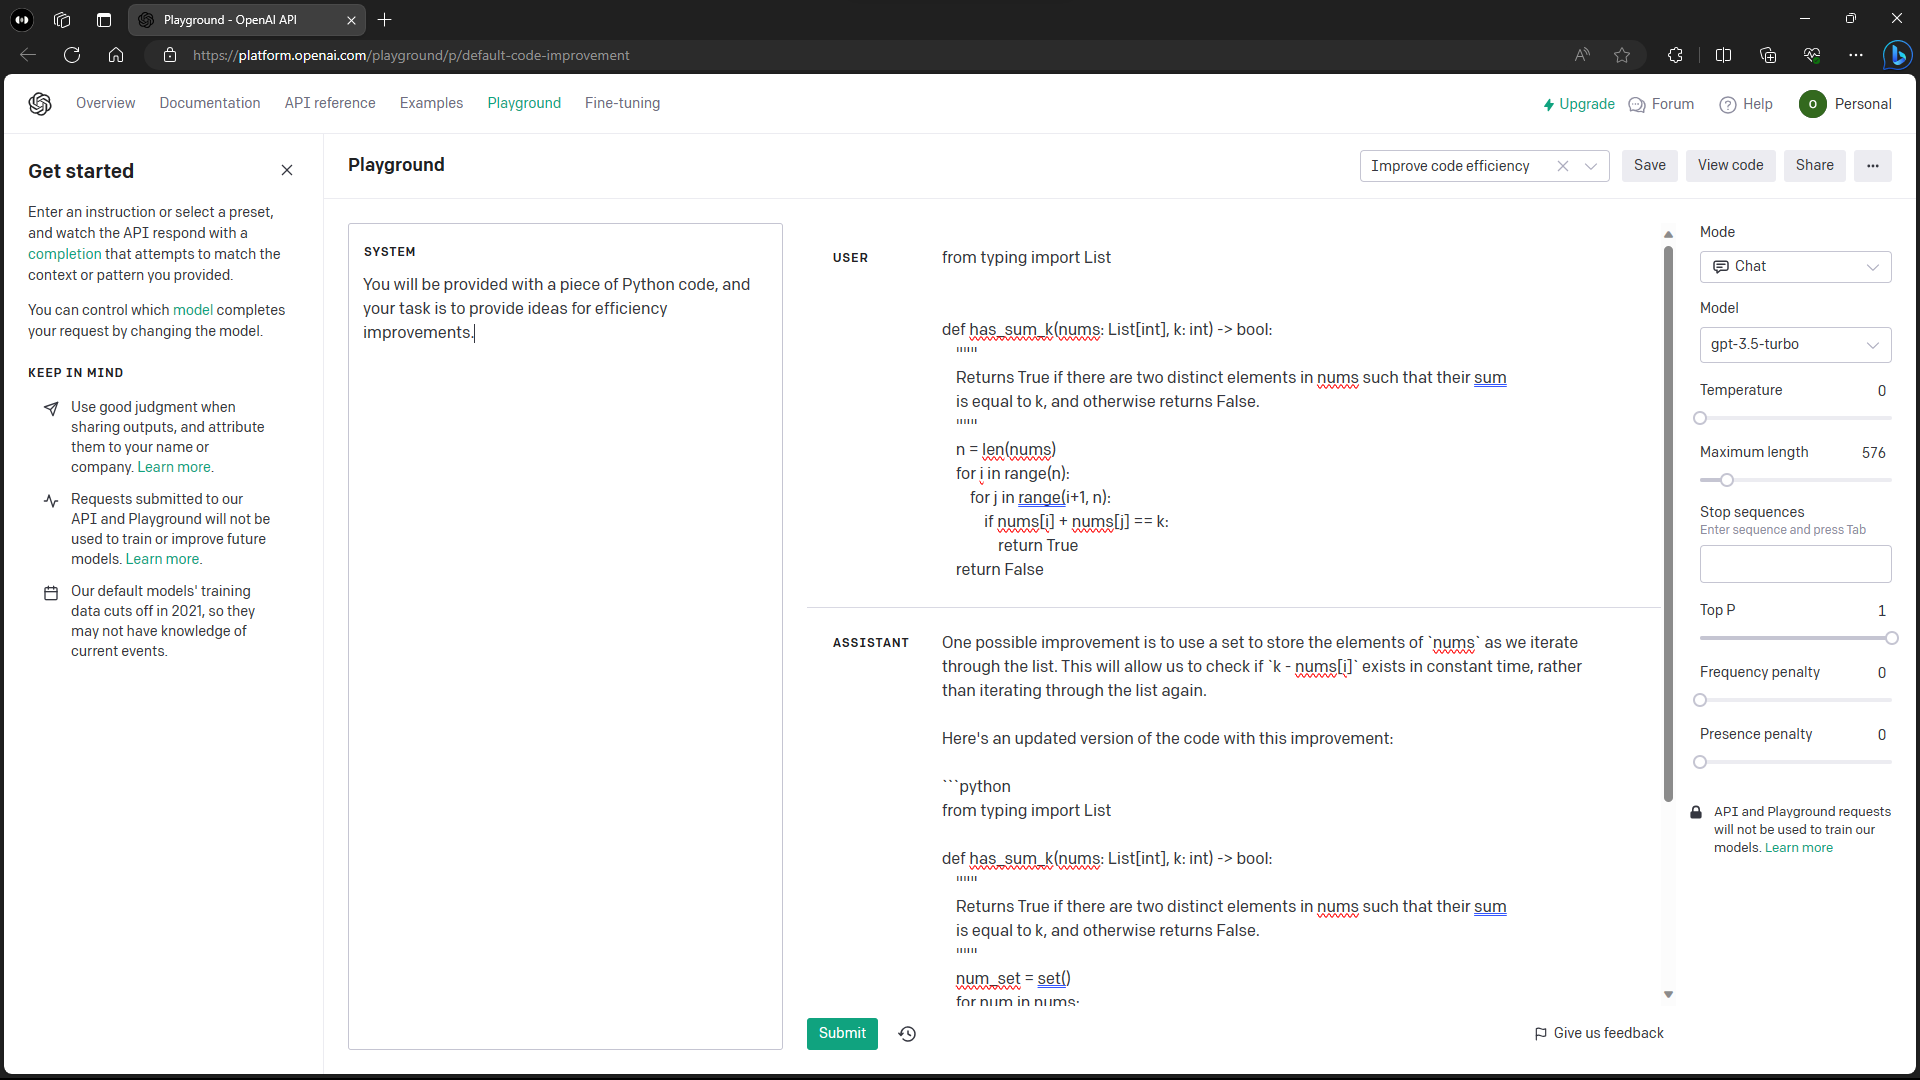 Playground - OpenAI API
https://platform.openai.com/playground/p/default-code-improvement
Overview
Documentation
API reference
Examples
Playground
Fine-tuning
Upgrade
Forum
Help
O
Personal
Get started
Enter an instruction or select a preset,
and watch the API respond with a
completion that attempts to match the
context or pattern you provided.
You can control which model completes
your request by changing the model.
KEEP IN MIND
Use good judgment when
sharing outputs, and attribute
them to your name or
company. Learn more.
Requests submitted to our
API and Playground will not be
used to train or improve future
models. Learn more.
Our default models' training
data cuts off in 2021, so they
may not have knowledge of
current events.
Playground
Improve code efficiency
Save
View code
Share
...
SYSTEM
You will be provided with a piece of Python code, and
your task is to provide ideas for efficiency
improvements.
USER
from typing import List
def has_sum_k(nums: List[int], k: int) -> bool:
"""
Returns True if there are two distinct elements in nums such that their sum
is equal to k, and otherwise returns False.
"""
n = len(nums)
for i in range(n):
for j in range(i+1, n):
if nums[i] + nums[j] == k:
return True
return False
ASSISTANT
One possible improvement is to use a set to store the elements of `nums` as we iterate
through the list. This will allow us to check if `k - nums[i]` exists in constant time, rather
than iterating through the list again.
Here's an updated version of the code with this improvement:
```python
from typing import List
def has_sum_k(nums: List[int], k: int) -> bool:
"""
Returns True if there are two distinct elements in nums such that their sum
is equal to k, and otherwise returns False.
"""
num_set = set()
for num in nums:
Submit
Give us feedback
Mode
Chat
Model
gpt-3.5-turbo
Temperature 0
Maximum length 576
Stop sequences
Enter sequence and press Tab
Top P 1
Frequency penalty 0
Presence penalty 0
API and Playground requests
will not be used to train our
models. Learn more